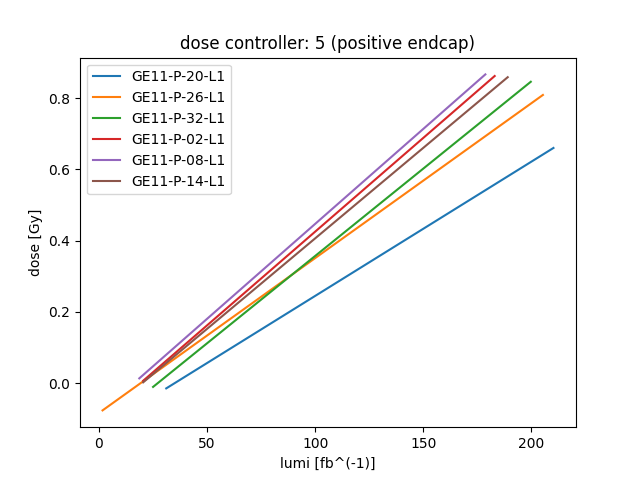 dose controller: 5 (positive endcap)
GE11-P-20-L1
GE11-P-26-L1
GE11-P-32-L1
GE11-P-02-L1
GE11-P-08-L1
GE11-P-14-L1
dose [Gy]
0.8
0.6
0.4
0.2
0.0
0 50 100 150 200
lumi [fb^(-1)]